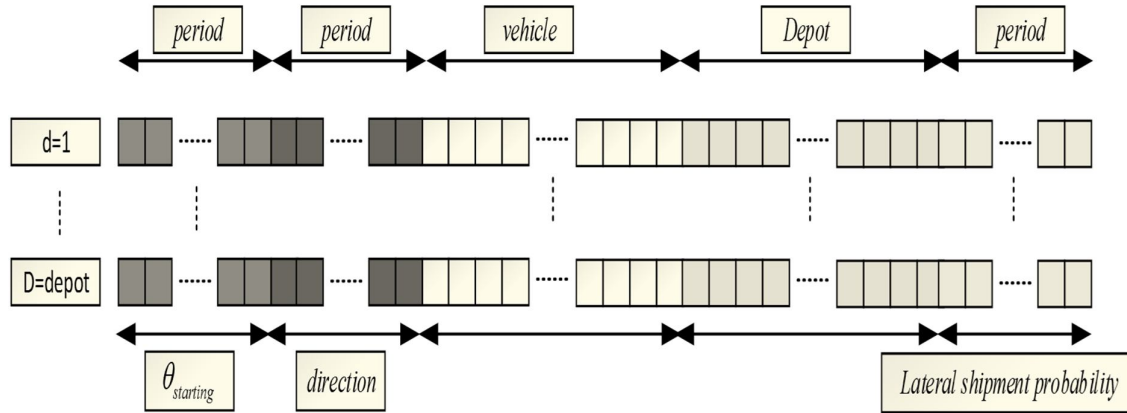 period period vehicle Depot period
d=1
D=depot
θstarting direction Lateral shipment probability